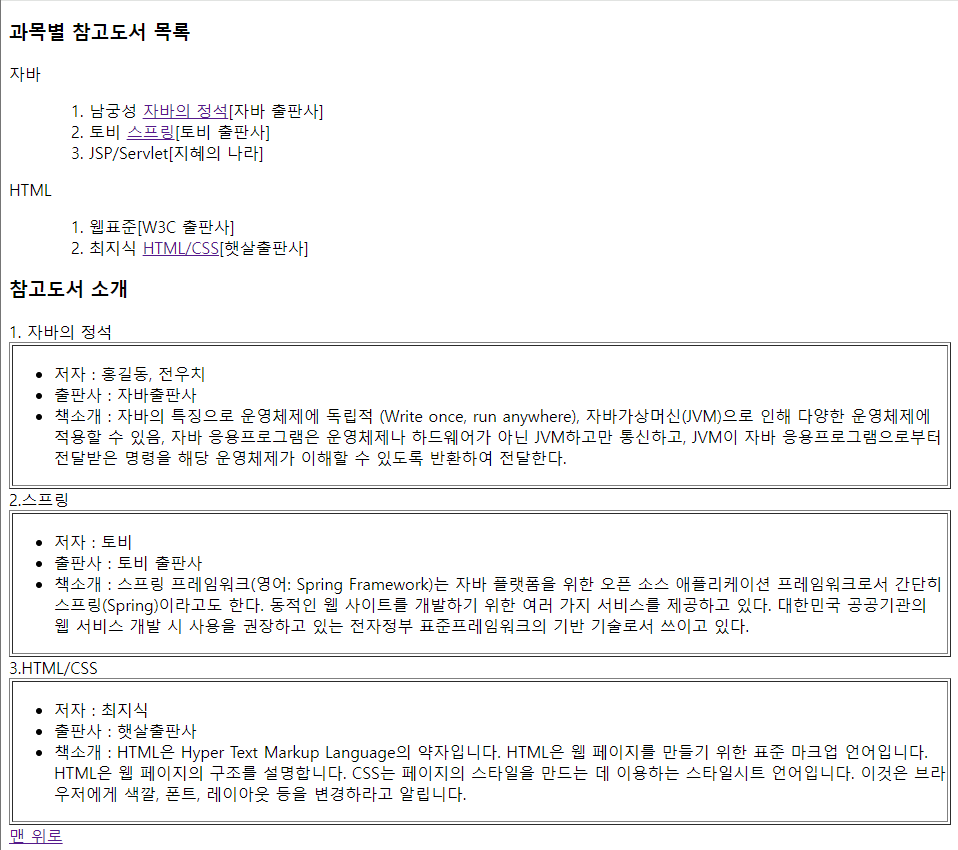 과목별 참고도서 목록
자바
1. 남궁성 자바의 정석[자바 출판사]
2. 토비 스프링[토비 출판사]
3. JSP/Servlet[지혜의 나라]
HTML
1. 웹표준[W3C 출판사]
2. 최지식 HTML/CSS[햇살출판사]
참고도서 소개
1. 자바의 정석
• 저자 : 홍길동, 전우치
• 출판사 : 자바출판사
• 책소개 : 자바의 특징으로 운영체제에 독립적 (Write once, run anywhere), 자바가상머신(JVM)으로 인해 다양한 운영체제에
적용할 수 있음, 자바 응용프로그램은 운영체제나 하드웨어가 아닌 JVM하고만 통신하고, JVM이 자바 응용프로그램으로부터
전달받은 명령을 해당 운영체제가 이해할 수 있도록 반환하여 전달한다.
2.스프링
• 저자 : 토비
• 출판사 : 토비 출판사
• 책소개 : 스프링 프레임워크(영어: Spring Framework)는 자바 플랫폼을 위한 오픈 소스 애플리케이션 프레임워크로서 간단히
스프링(Spring)이라고도 한다. 동적인 웹 사이트를 개발하기 위한 여러 가지 서비스를 제공하고 있다. 대한민국 공공기관의
웹 서비스 개발 시 사용을 권장하고 있는 전자정부 표준프레임워크의 기반 기술로서 쓰이고 있다.
3.HTML/CSS
• 저자 : 최지식
• 출판사 : 햇살출판사
• 책소개 : HTML은 Hyper Text Markup Language의 약자입니다. HTML은 웹 페이지를 만들기 위한 표준 마크업 언어입니다.
HTML은 웹 페이지의 구조를 설명합니다. CSS는 페이지의 스타일을 만드는 데 이용하는 스타일시트 언어입니다. 이것은 브라
우저에게 색깔, 폰트, 레이아웃 등을 변경하라고 알립니다.
맨 위로